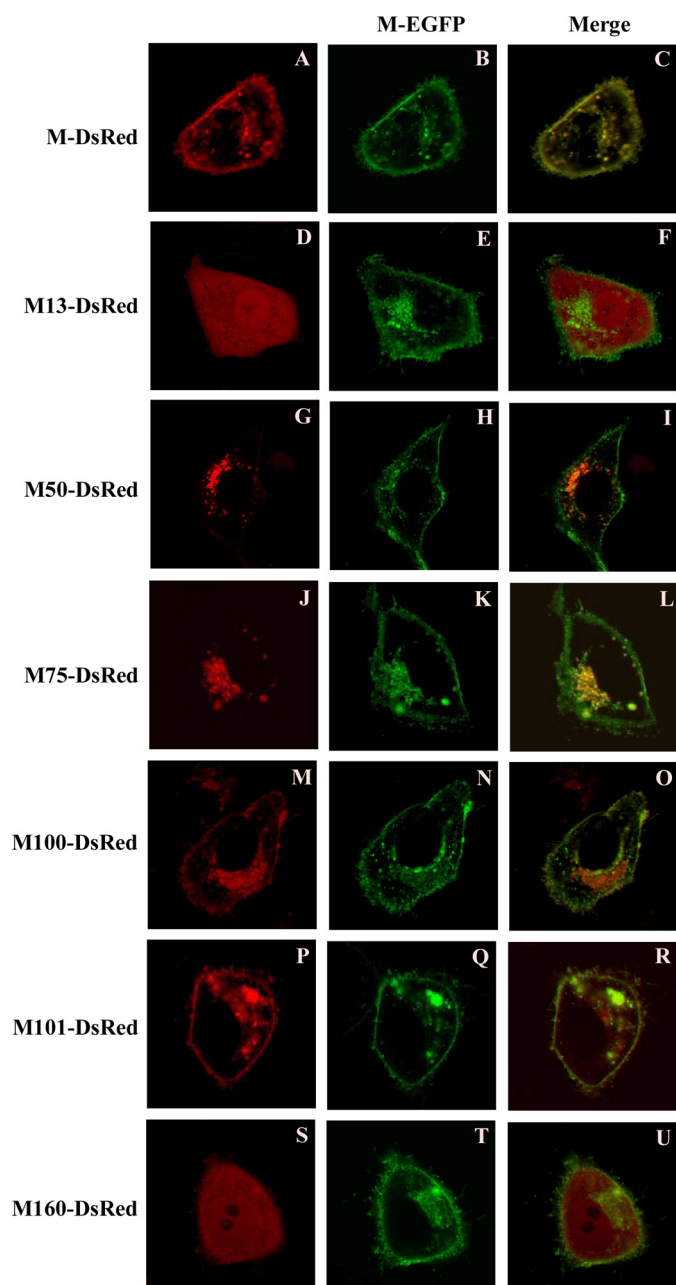 M-EGFP Merge
M-DsRed A B C
M13-DsRed D E F
M50-DsRed G H I
M75-DsRed J K L
M100-DsRed M N O
M101-DsRed P Q R
M160-DsRed S T U